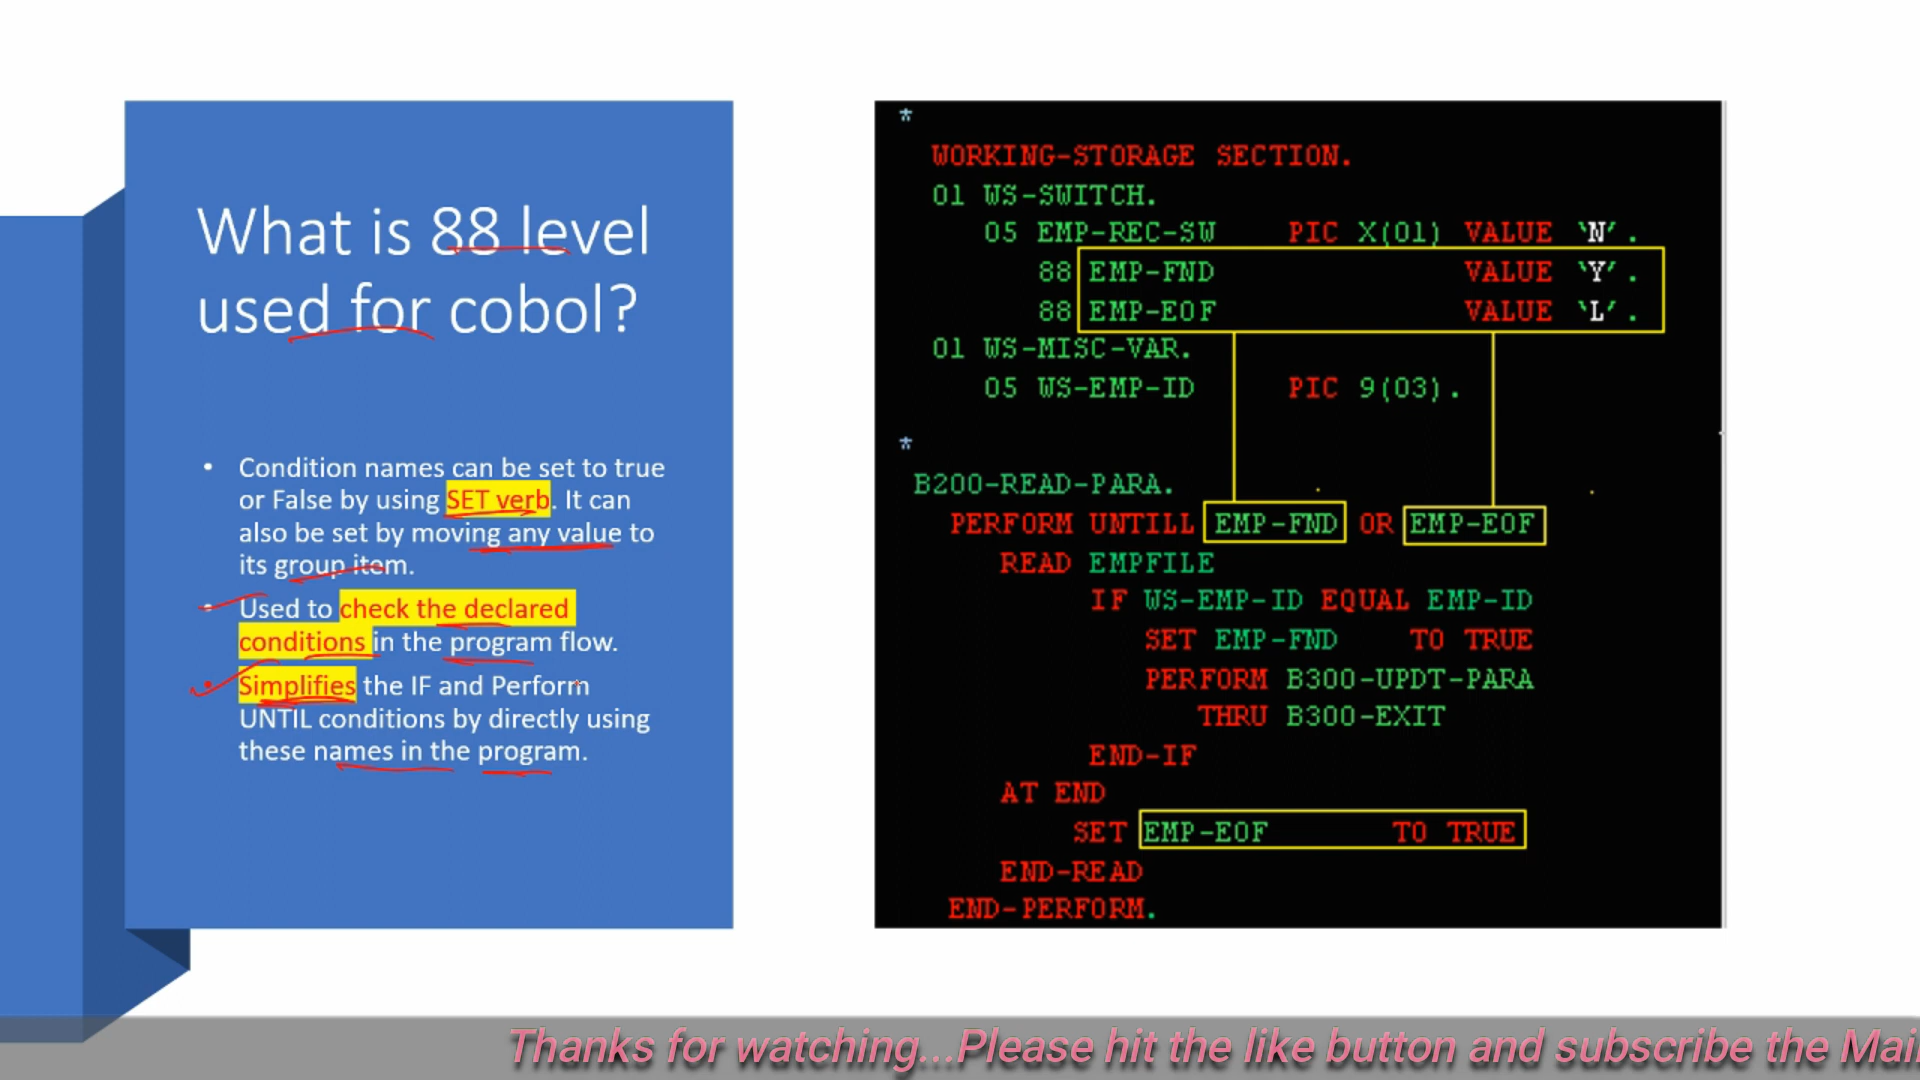 What is 88 level
used for cobol?
• Condition names can be set to true
or False by using SET verb. It can
also be set by moving any value to
its group item.
• Used to check the declared
conditions in the program flow.
• Simplifies the IF and Perform
UNTIL conditions by directly using
these names in the program.
*
WORKING-STORAGE SECTION.
01 WS-SWITCH.
05 EMP-REC-SW PIC X(01) VALUE ‘N’.
88 EMP-FND VALUE ‘Y’.
88 EMP-EOF VALUE ‘L’.
01 WS-MISC-VAR.
05 WS-EMP-ID PIC 9(03).
*
B200-READ-PARA.
PERFORM UNTILL EMP-FND OR EMP-EOF
READ EMPFILE
IF WS-EMP-ID EQUAL EMP-ID
SET EMP-FND TO TRUE
PERFORM B300-UPDT-PARA
THRU B300-EXIT
END-IF
AT END
SET EMP-EOF TO TRUE
END-READ
END-PERFORM.
Thanks for watching...Please hit the like button and subscribe the Mai